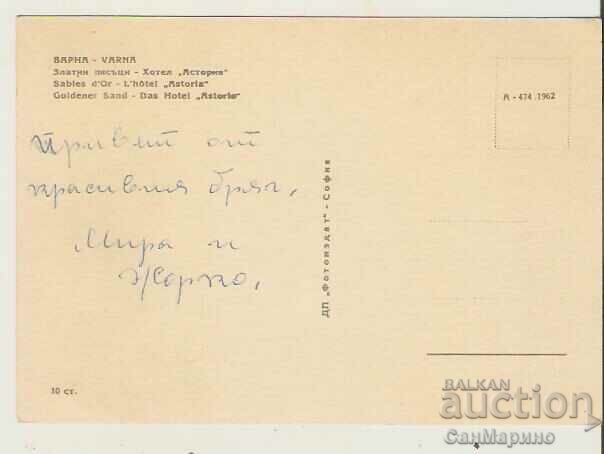 ВАРНА - VARNA
Златни пясъци - Хотел „Астория“
Sables d'Or - L'hôtel „Astoria“
Goldener Sand - Das Hotel „Astoria“
А - 474 1962
Привет от
красивия бряг,
Мира и
Жорко,
ДП „Фотоиздат“ - София
10 ст.
BALKAN
auction
СанМарино